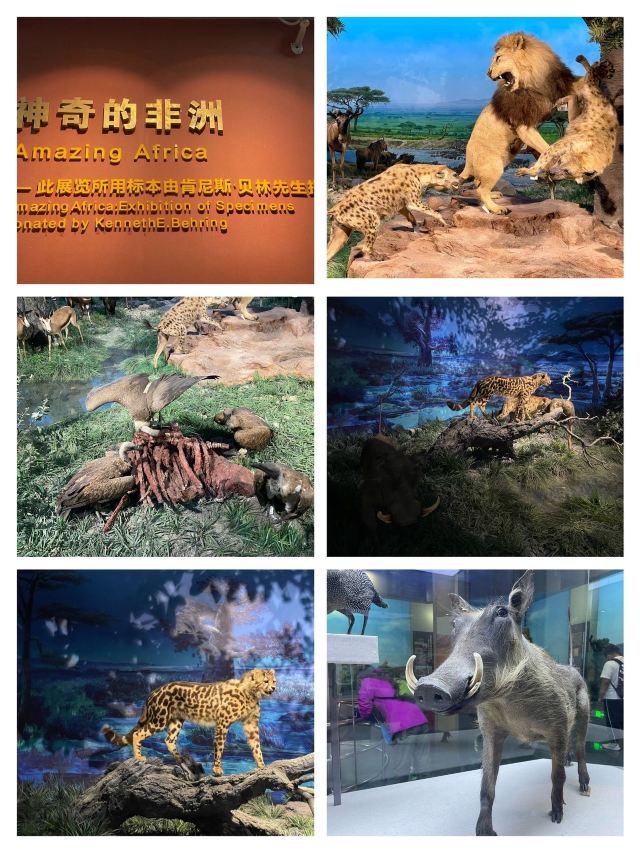 神奇的非洲
Amazing Africa
— 此展览所用标本由肯尼斯·贝林先生
mazingAfrica:Exhibition of Specimens
onated by KennethE.Behring